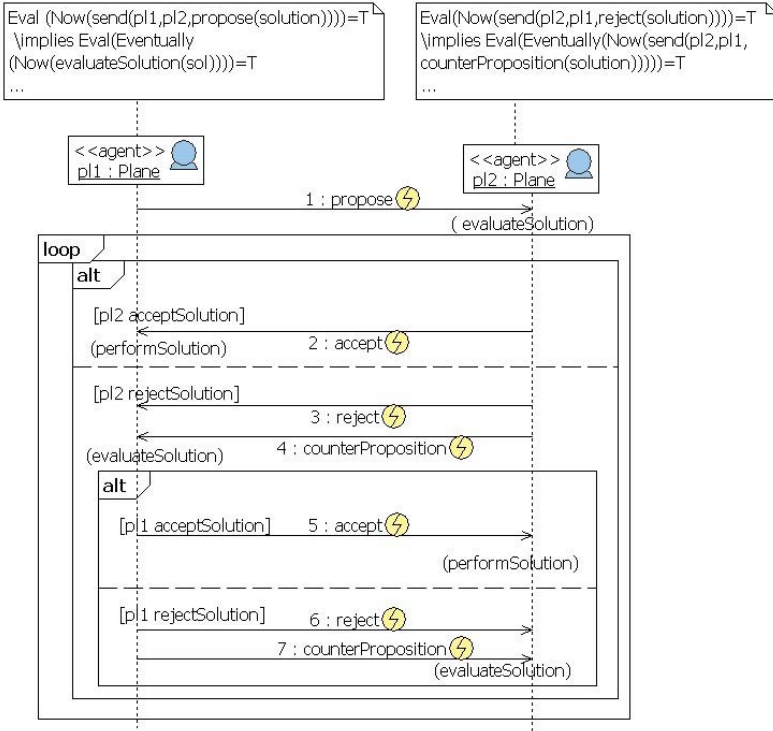 Eval (Now(send(pl1,pl2,propose(solution))))=T
\implies Eval(Eventually
(Now(evaluateSolution(sol))))=T
...
Eval(Now(send(pl2,pl1,reject(solution))))=T
\implies Eval(Eventually(Now(send(pl2,pl1,
counterProposition(solution)))))=T
...
<<agent>>
pl1 : Plane
<<agent>>
pl2 : Plane
1 : propose
( evaluateSolution)
loop
alt
[pl2 acceptSolution]
2 : accept
(performSolution)
[pl2 rejectSolution]
3 : reject
4 : counterProposition
(evaluateSolution)
alt
[pl1 acceptSolution]
5 : accept
(performSolution)
[pl1 rejectSolution]
6 : reject
7 : counterProposition
(evaluateSolution)